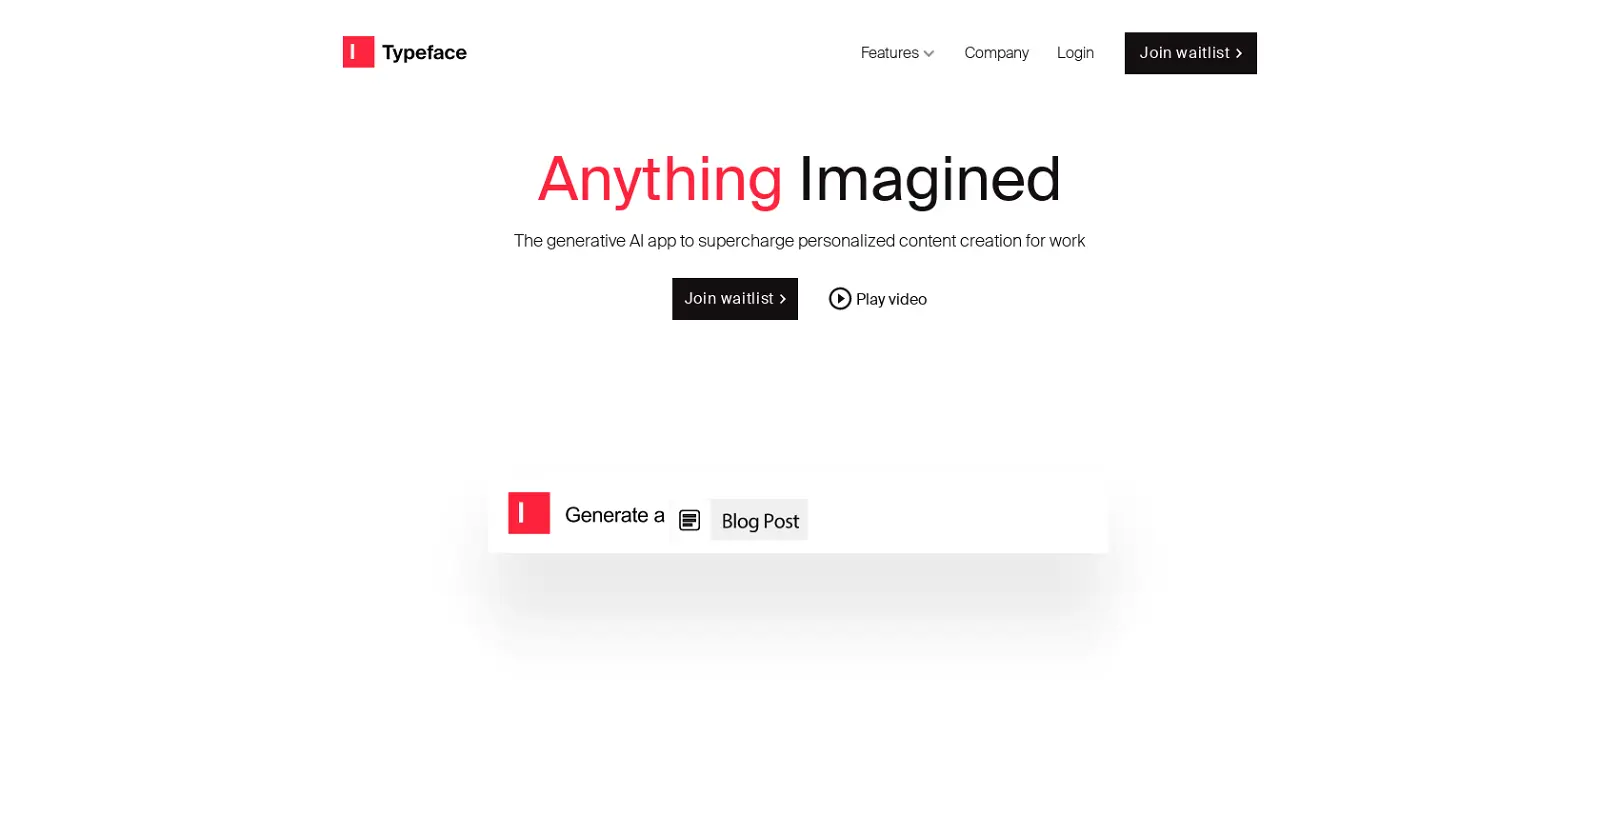 Typeface
Features
Company
Login
Join waitlist
Anything Imagined
The generative AI app to supercharge personalized content creation for work
Join waitlist
Play video
Generate a Blog Post